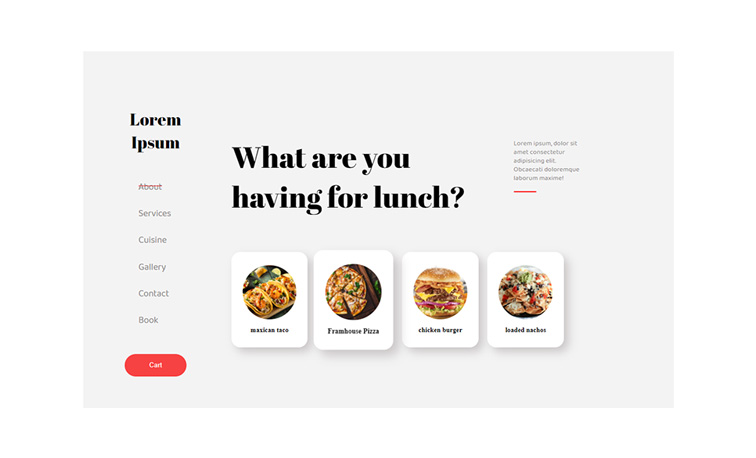 Lorem
Ipsum
About
Services
Cuisine
Gallery
Contact
Book
Cart
What are you
having for lunch?
Lorem ipsum, dolor sit
amet consectetur
adipisicing elit.
Obcaecati doloremque
laborum maxime!
maxican taco
Framhouse Pizza
chicken burger
loaded nachos